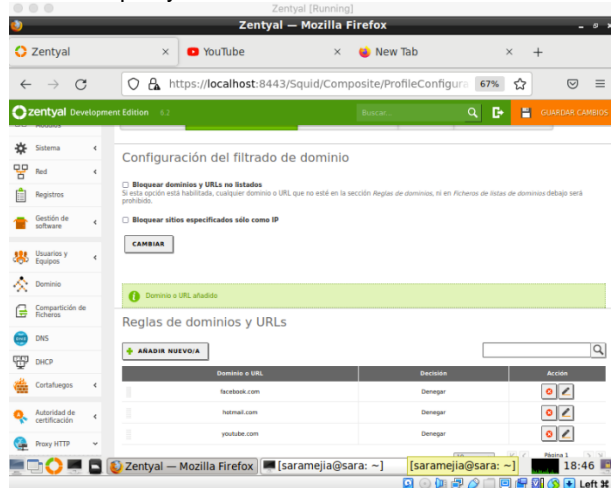 Zentyal [Running]
Zentyal — Mozilla Firefox
Zentyal
YouTube
New Tab
https://localhost:8443/Squid/Composite/ProfileConfigura
67%
zentyal Development Edition 6.2
Buscar...
GUARDAR CAMBIOS
Sistema
Red
Registros
Gestión de
software
Usuarios y
Equipos
Dominio
Compartición de
Ficheros
DNS
DHCP
Cortafuegos
Autoridad de
certificación
Proxy HTTP
Configuración del filtrado de dominio
Bloquear dominios y URLs no listados
Si esta opción está habilitada, cualquier dominio o URL que no esté en la sección Reglas de dominios, ni en Ficheros de listas de dominios debajo será
prohibido.
Bloquear sitios especificados sólo como IP
CAMBIAR
Dominio o URL añadido
Reglas de dominios y URLs
AÑADIR NUEVO/A
Dominio o URL Decisión Acción
facebook.com Denegar
hotmail.com Denegar
youtube.com Denegar
Página 1
Zentyal — Mozilla Firefox
[saramejia@sara: ~]
[saramejia@sara: ~]
18:46
Left ⌘